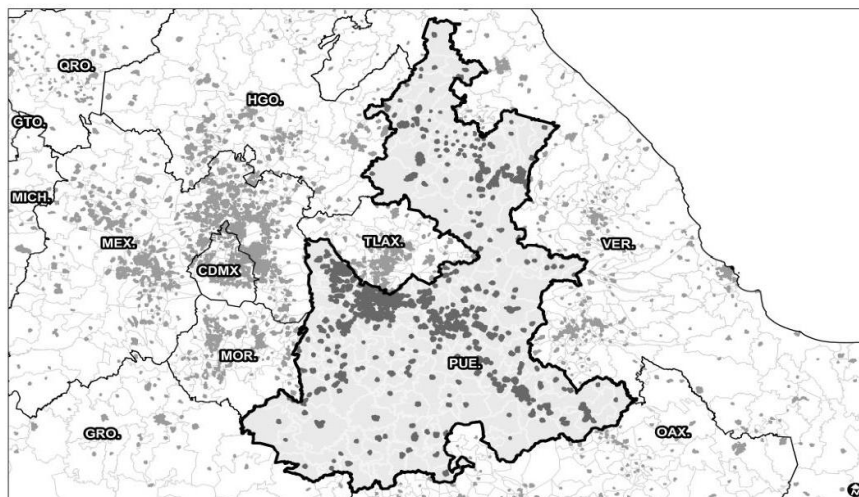 QRO.
HGO.
GTO.
MICH.
MEX.
TLAX.
VER.
CDMX
PUE.
MOR.
GRO.
OAX.